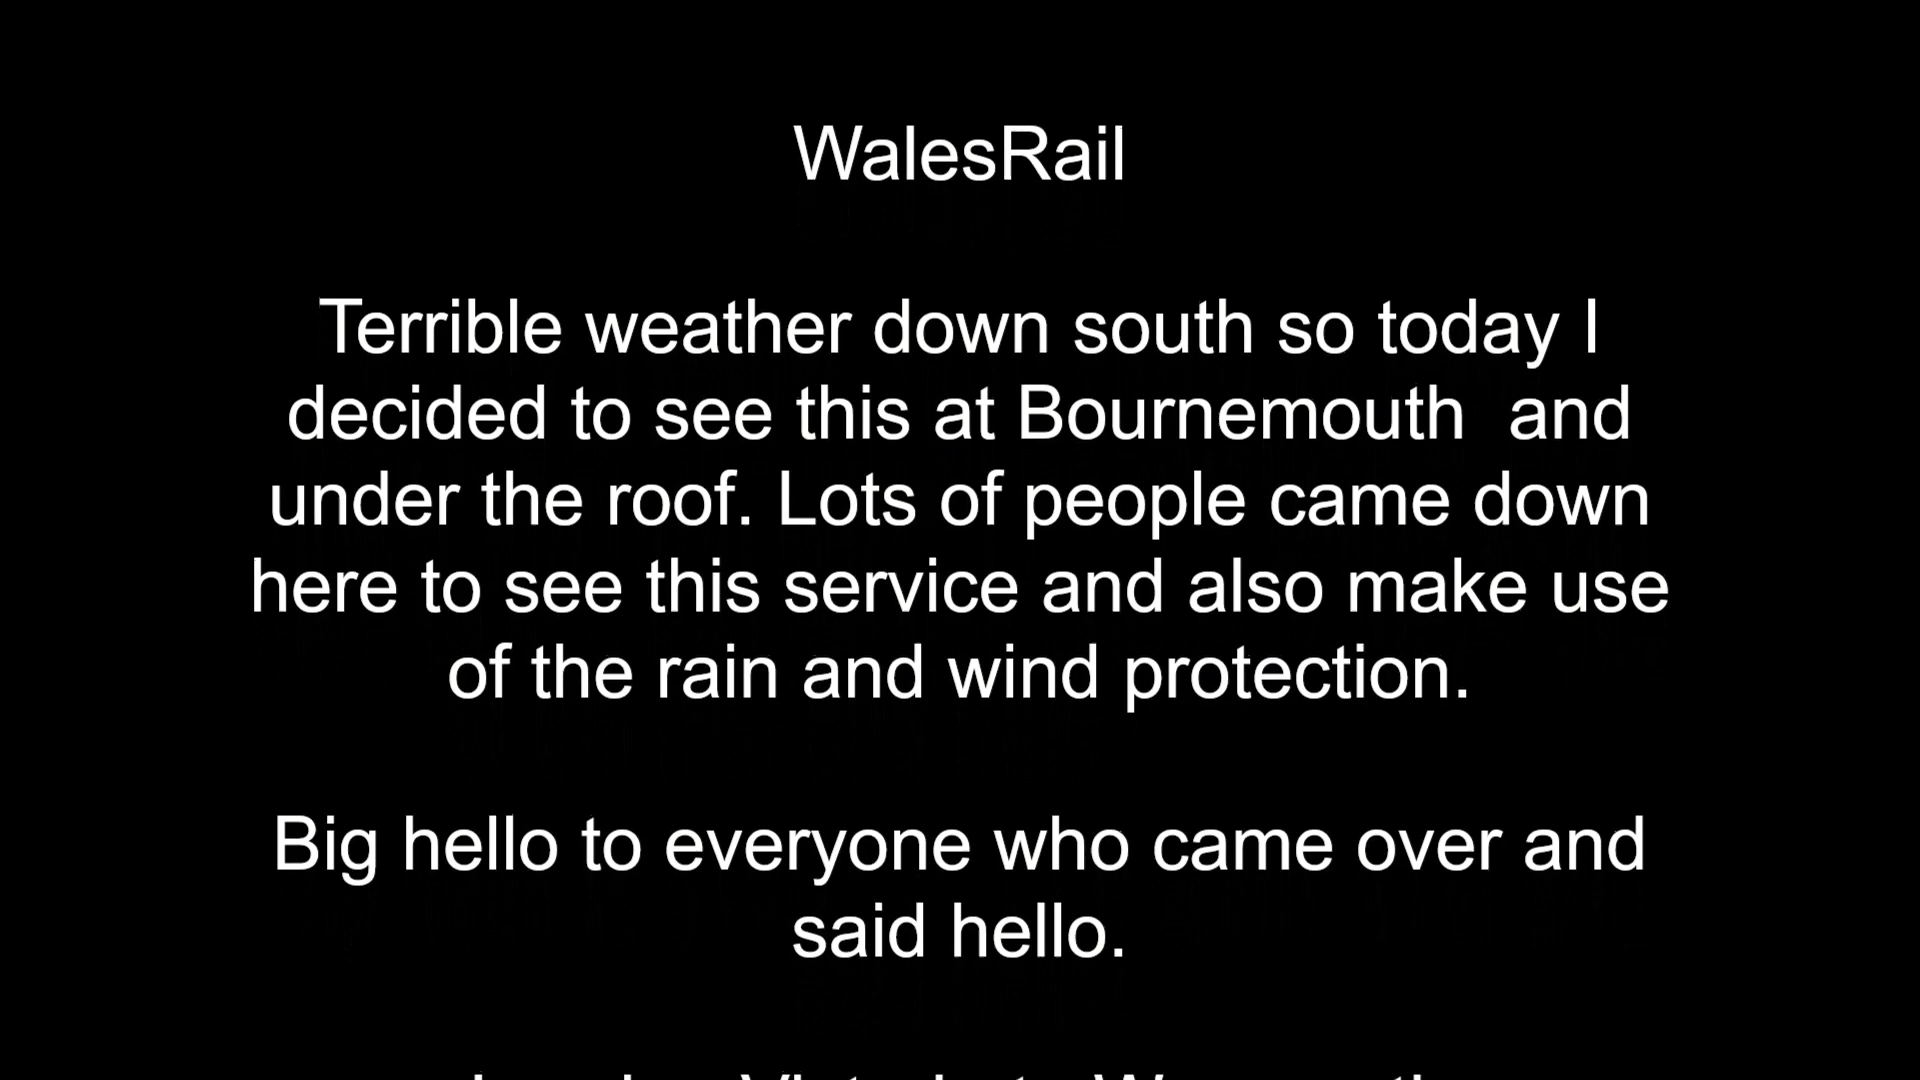 WalesRail
Terrible weather down south so today I
decided to see this at Bournemouth  and
under the roof. Lots of people came down
here to see this service and also make use
of the rain and wind protection.
Big hello to everyone who came over and
said hello.